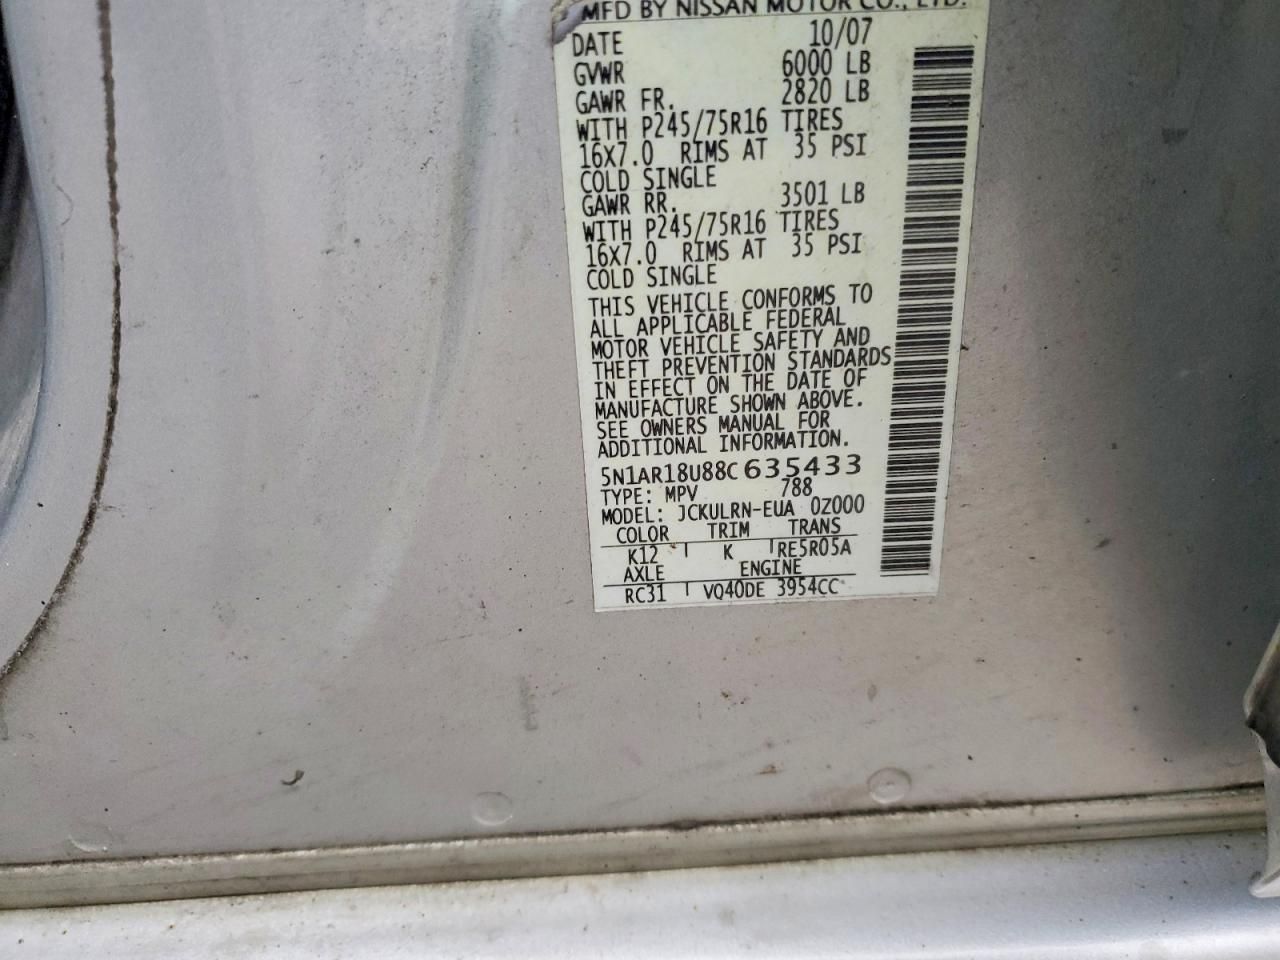 MFD BY NISSAN MOTOR CO., LTD.
DATE 10/07
GVWR 6000 LB
GAWR FR. 2820 LB
WITH P245/75R16 TIRES
16X7.0 RIMS AT 35 PSI
COLD SINGLE
GAWR RR. 3501 LB
WITH P245/75R16 TIRES
16X7.0 RIMS AT 35 PSI
COLD SINGLE
THIS VEHICLE CONFORMS TO
ALL APPLICABLE FEDERAL
MOTOR VEHICLE SAFETY AND
THEFT PREVENTION STANDARDS
IN EFFECT ON THE DATE OF
MANUFACTURE SHOWN ABOVE.
SEE OWNERS MANUAL FOR
ADDITIONAL INFORMATION.
5N1AR18U88C635433
TYPE: MPV 788
MODEL: JCKULRN-EUA 0Z000
COLOR TRIM TRANS
K12 K RE5R05A
AXLE ENGINE
RC31 VQ40DE 3954CC